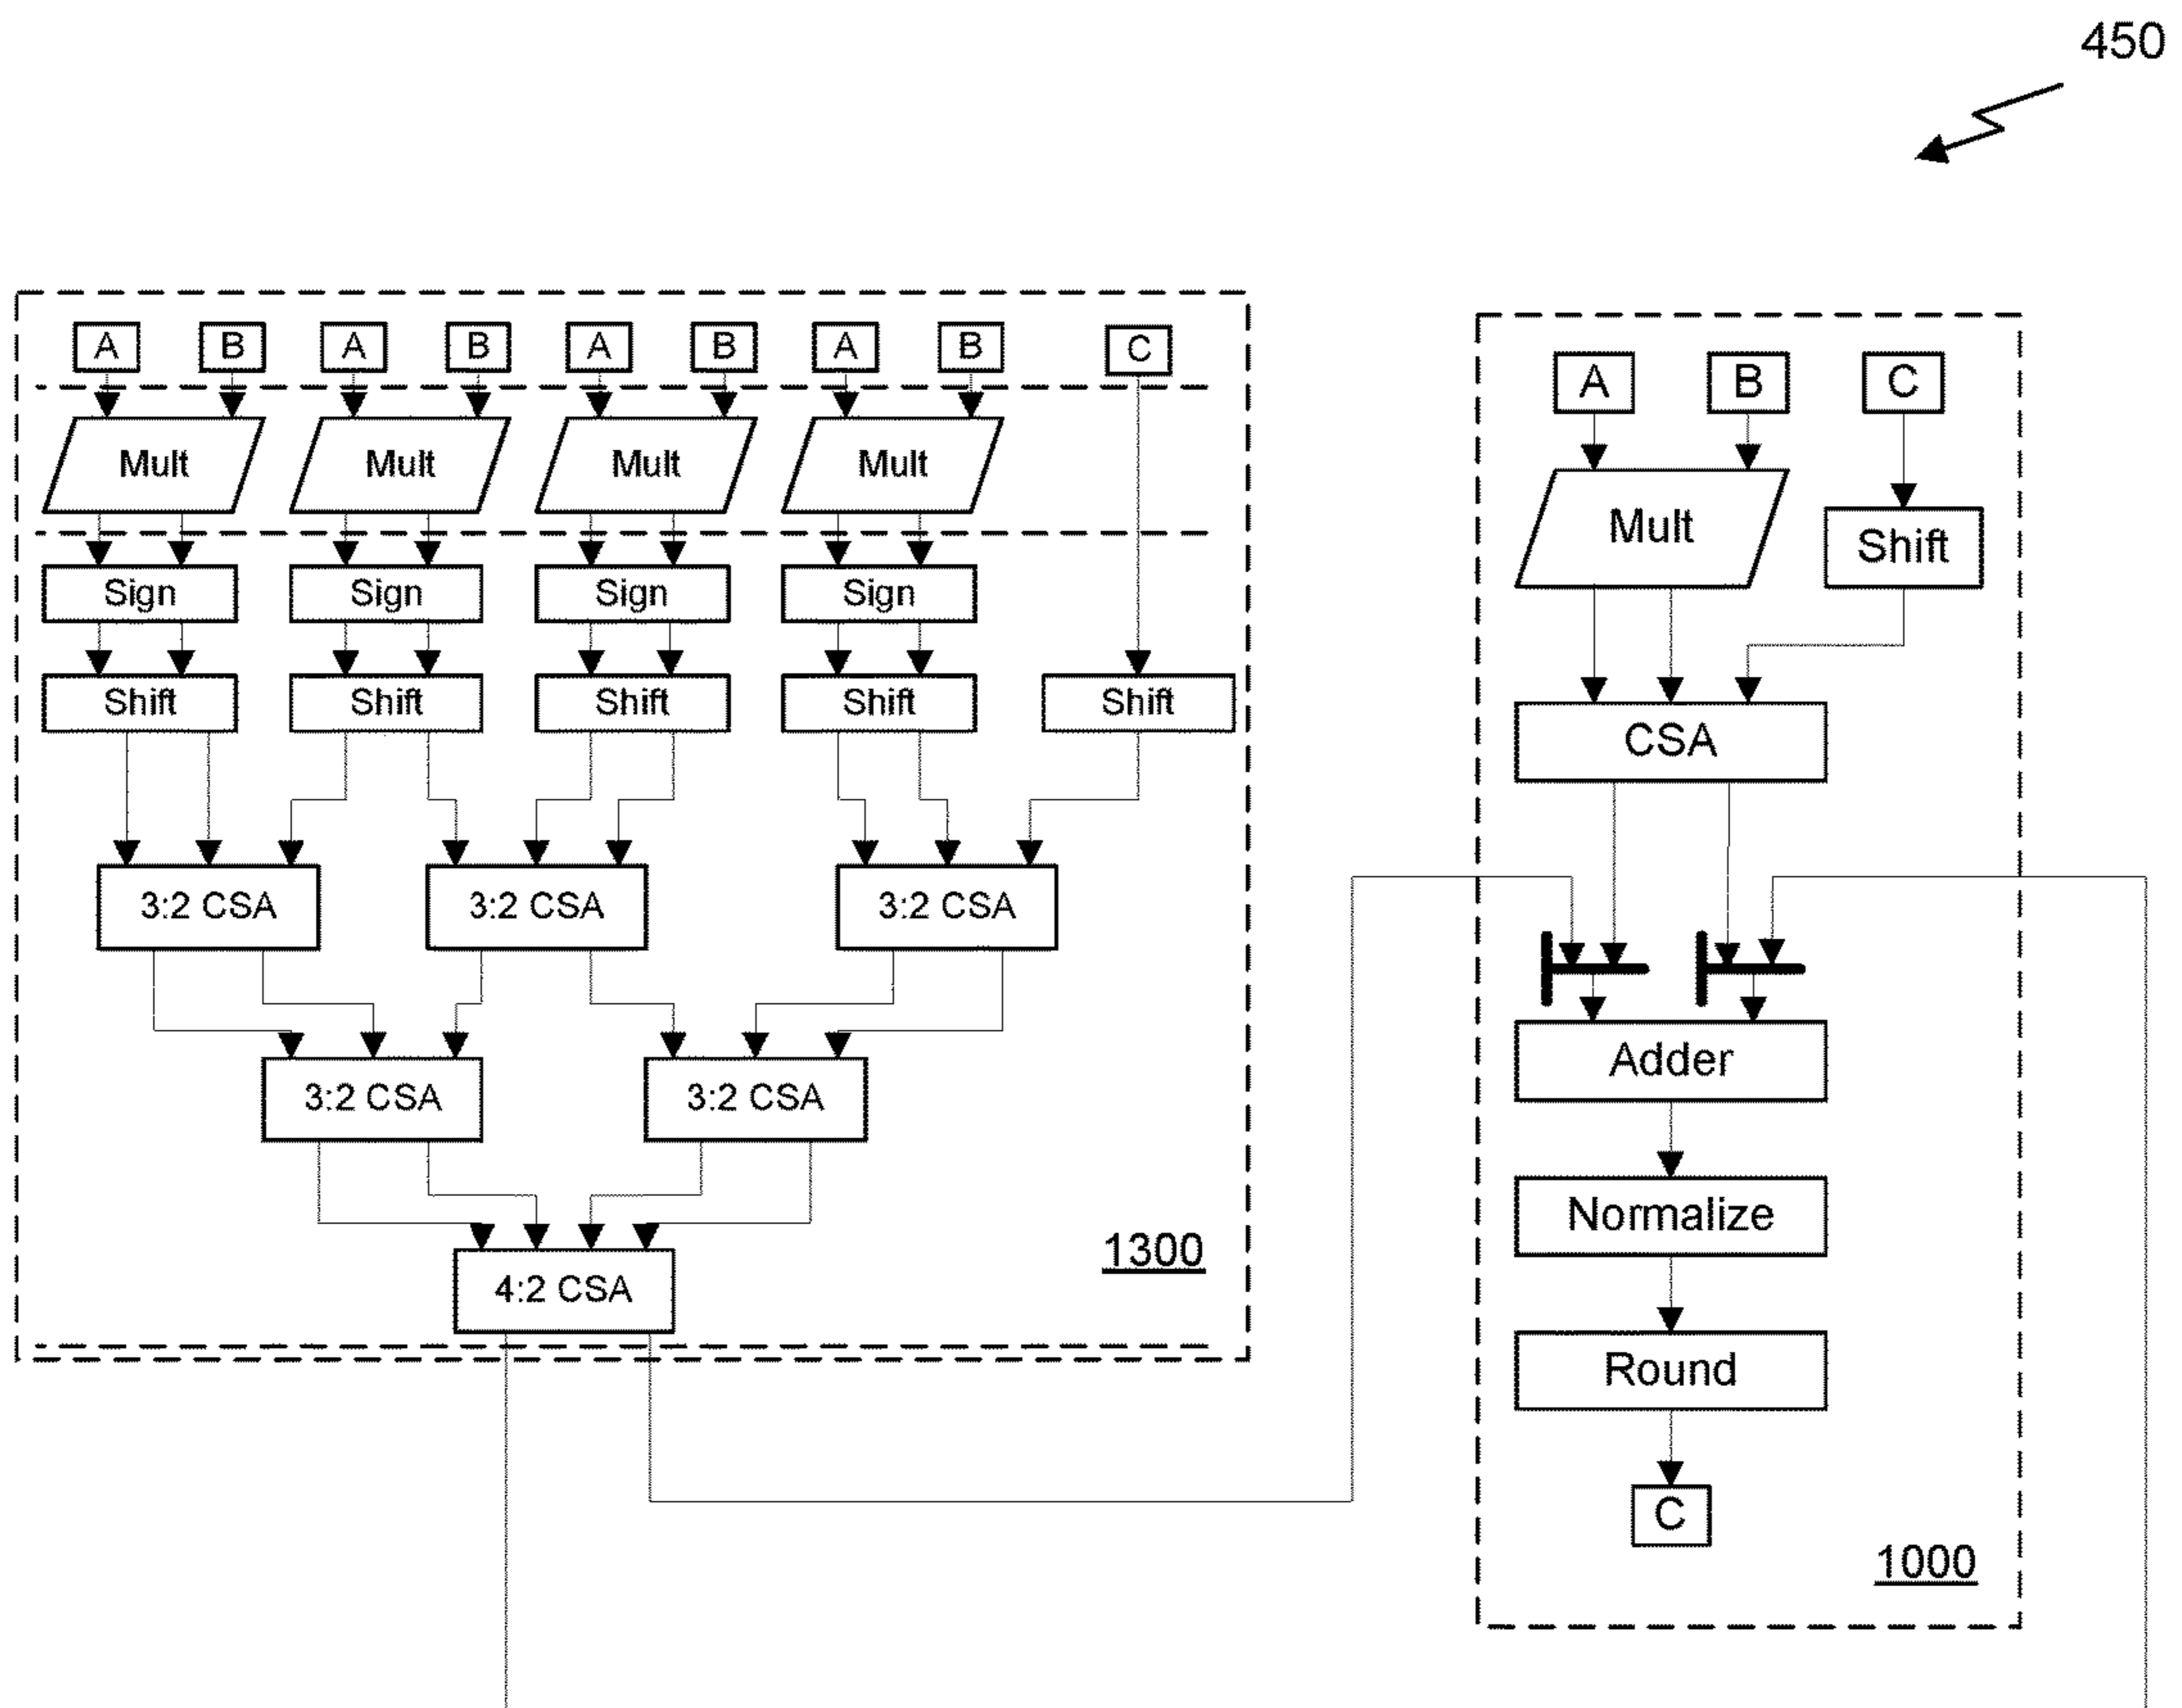 450
A B A B A B A B C
Mult Mult Mult Mult
Sign Sign Sign Sign
Shift Shift Shift Shift Shift
3:2 CSA 3:2 CSA 3:2 CSA
3:2 CSA 3:2 CSA
4:2 CSA
1300
A B C
Mult Shift
CSA
Adder
Normalize
Round
C
1000